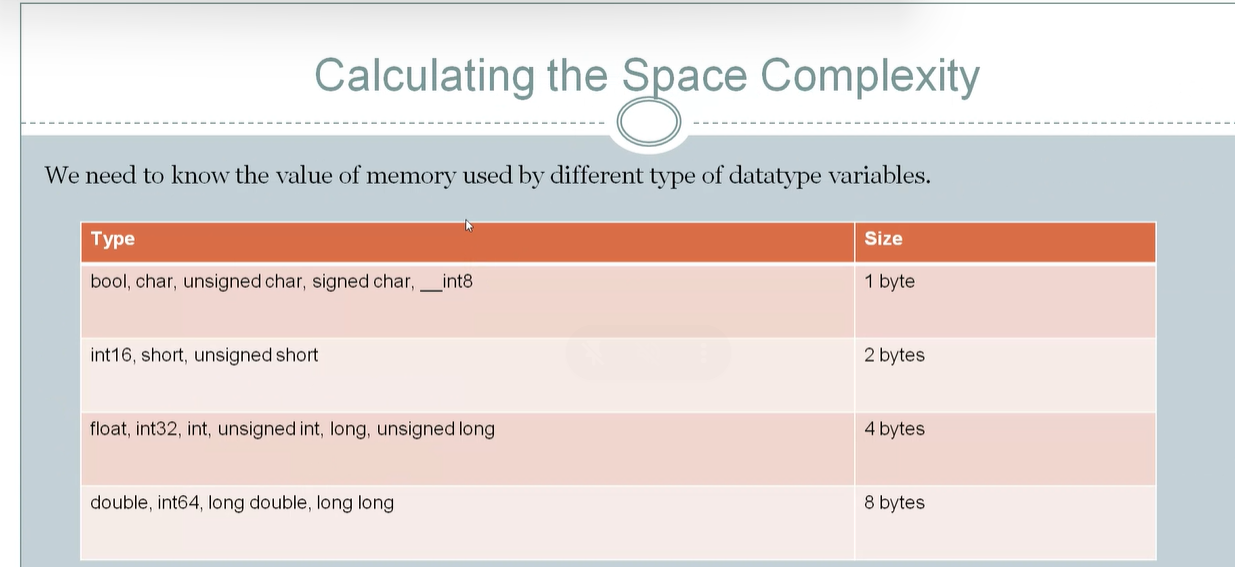 Calculating the Space Complexity
We need to know the value of memory used by different type of datatype variables.
Type Size
bool, char, unsigned char, signed char, __int8 1 byte
int16, short, unsigned short 2 bytes
float, int32, int, unsigned int, long, unsigned long 4 bytes
double, int64, long double, long long 8 bytes